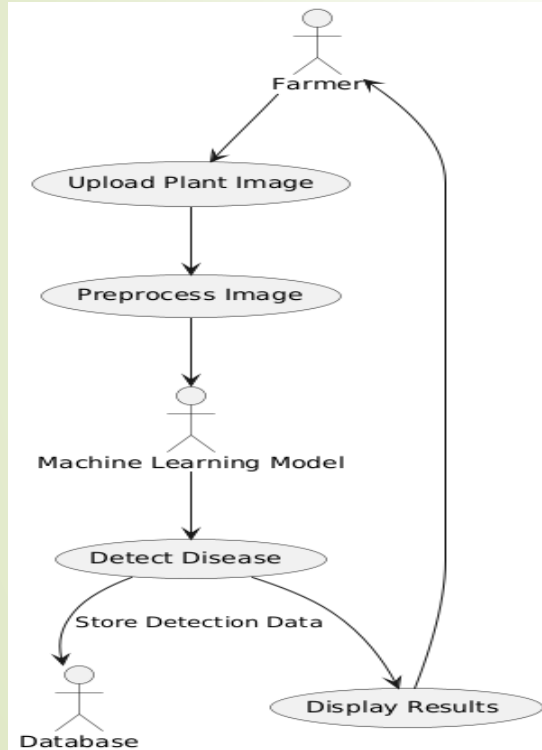 Farmer
Upload Plant Image
Preprocess Image
Machine Learning Model
Detect Disease
Store Detection Data
Display Results
Database